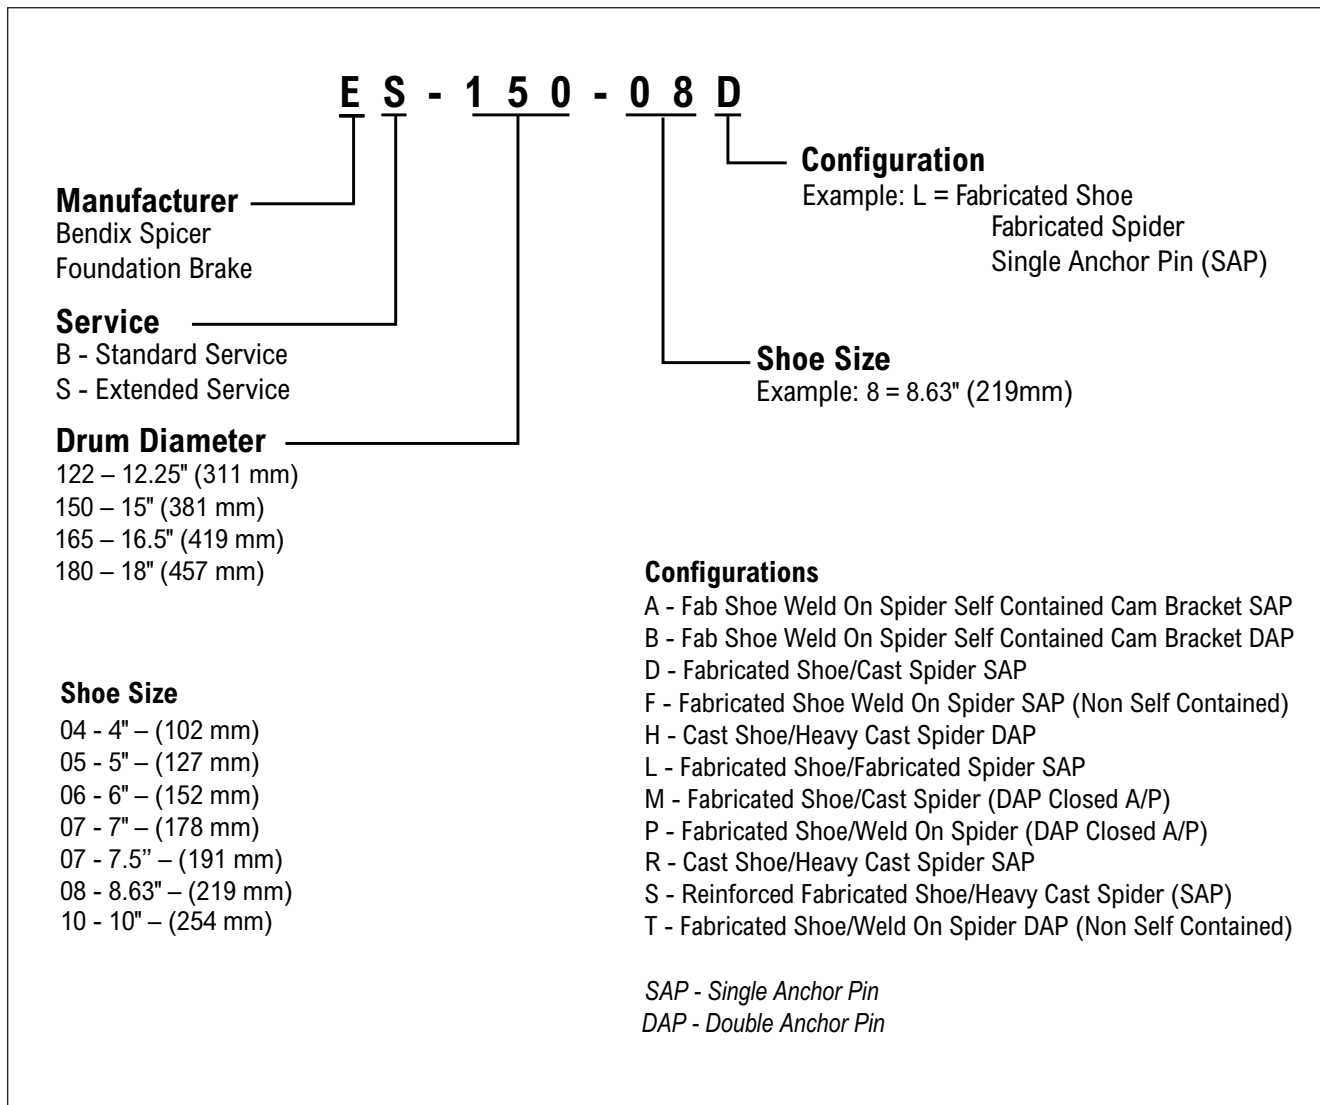 E S - 1 5 0 - 0 8 D
Manufacturer
Bendix Spicer
Foundation Brake
Service
B - Standard Service
S - Extended Service
Drum Diameter
122 – 12.25" (311 mm)
150 – 15" (381 mm)
165 – 16.5" (419 mm)
180 – 18" (457 mm)
Configuration
Example: L = Fabricated Shoe
Fabricated Spider
Single Anchor Pin (SAP)
Shoe Size
Example: 8 = 8.63" (219mm)
Shoe Size
04 - 4" – (102 mm)
05 - 5" – (127 mm)
06 - 6" – (152 mm)
07 - 7" – (178 mm)
07 - 7.5” – (191 mm)
08 - 8.63" – (219 mm)
10 - 10" – (254 mm)
Configurations
A - Fab Shoe Weld On Spider Self Contained Cam Bracket SAP
B - Fab Shoe Weld On Spider Self Contained Cam Bracket DAP
D - Fabricated Shoe/Cast Spider SAP
F - Fabricated Shoe Weld On Spider SAP (Non Self Contained)
H - Cast Shoe/Heavy Cast Spider DAP
L - Fabricated Shoe/Fabricated Spider SAP
M - Fabricated Shoe/Cast Spider (DAP Closed A/P)
P - Fabricated Shoe/Weld On Spider (DAP Closed A/P)
R - Cast Shoe/Heavy Cast Spider SAP
S - Reinforced Fabricated Shoe/Heavy Cast Spider (SAP)
T - Fabricated Shoe/Weld On Spider DAP (Non Self Contained)
SAP - Single Anchor Pin
DAP - Double Anchor Pin